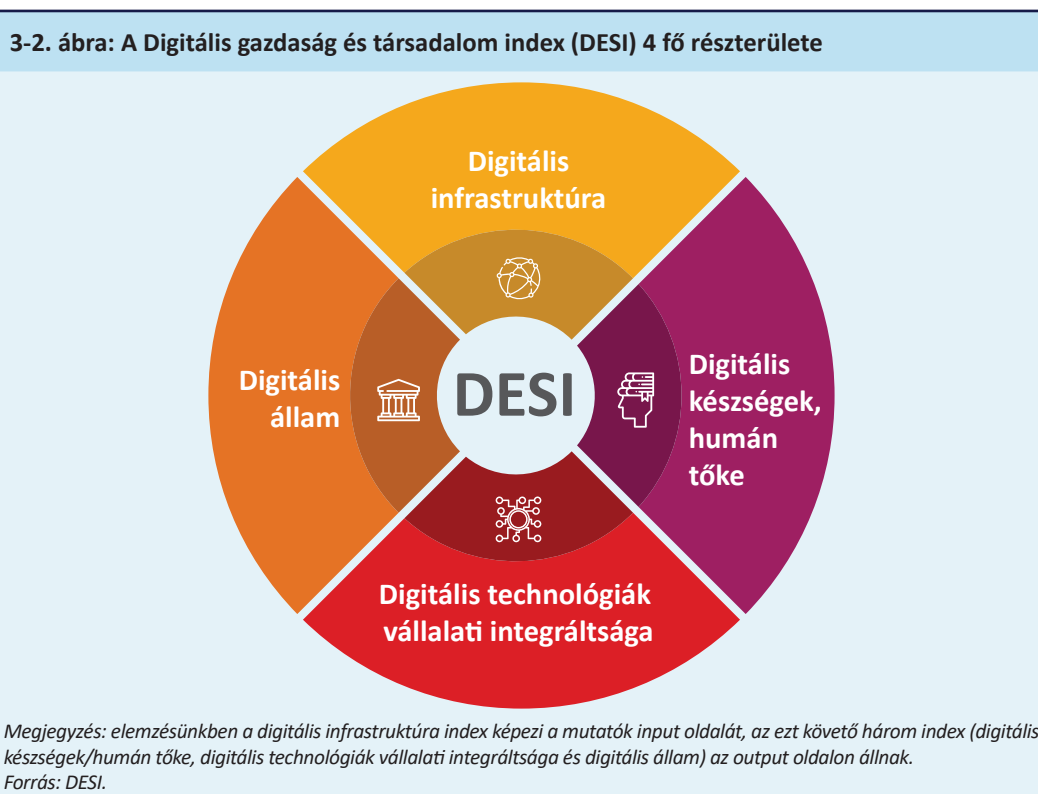 3-2. ábra: A Digitális gazdaság és társadalom index (DESI) 4 fő részterülete
Digitális
infrastruktúra
Digitális
készségek,
humán
tőke
Digitális technológiák
vállalati integráltsága
Digitális
állam
DESI
Megjegyzés: elemzésünkben a digitális infrastruktúra index képezi a mutatók input oldalát, az ezt követő három index (digitális
készségek/humán tőke, digitális technológiák vállalati integráltsága és digitális állam) az output oldalon állnak.
Forrás: DESI.